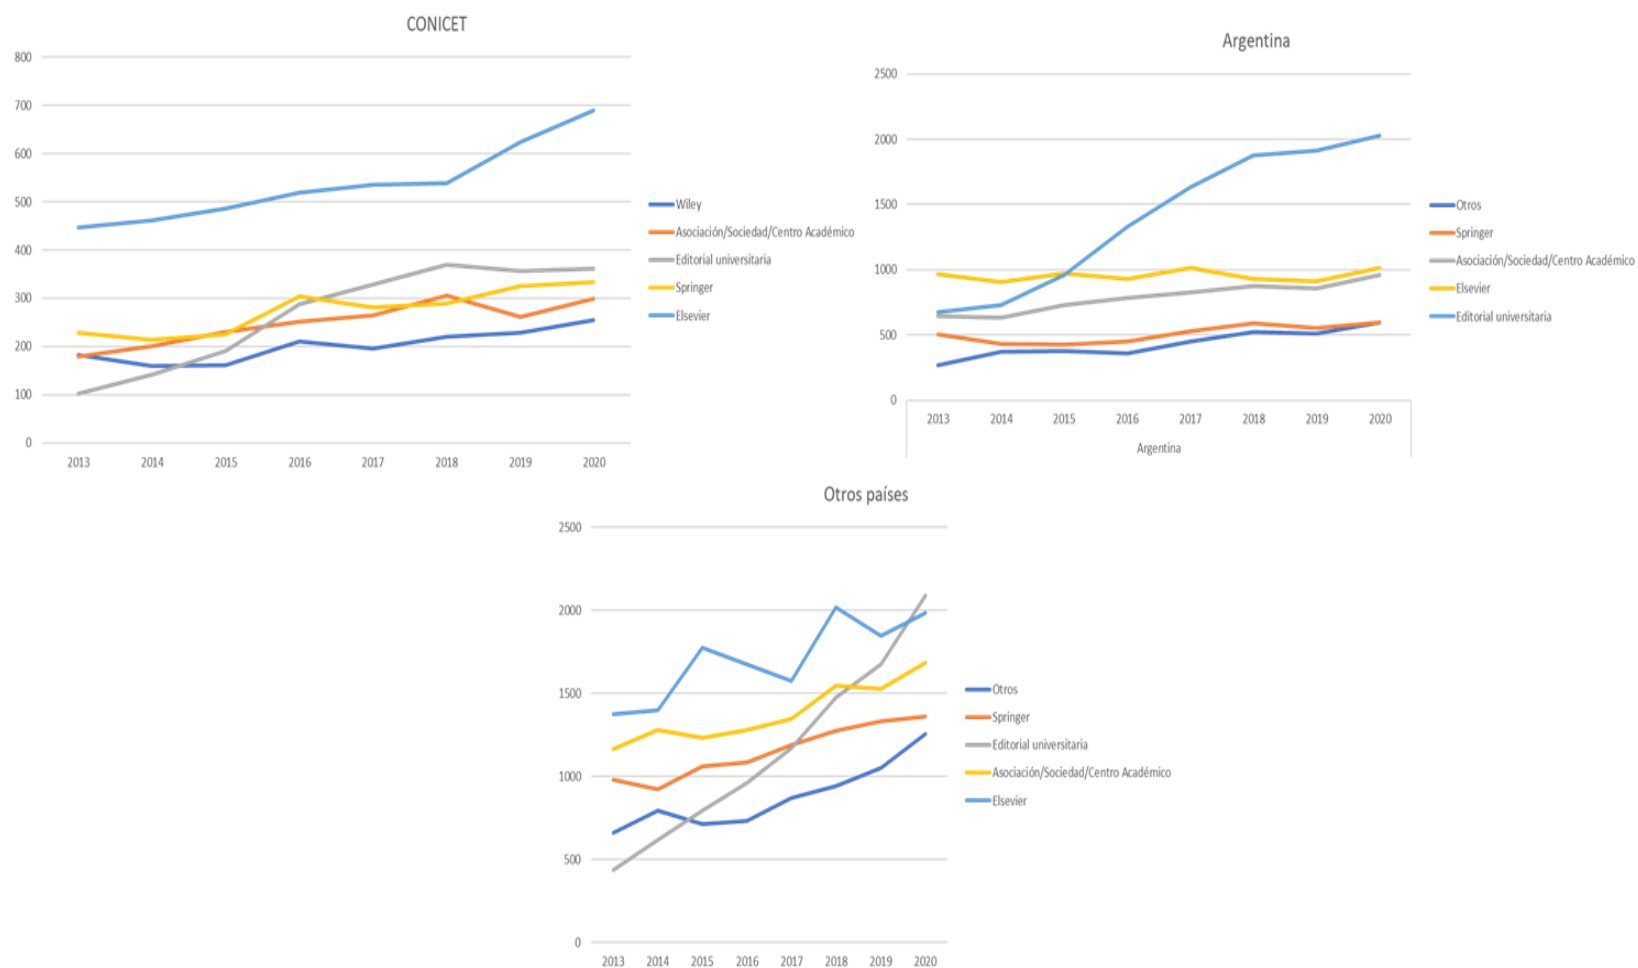 CONICET
800
700
600
500
400
300
200
100
0
2013 2014 2015 2016 2017 2018 2019 2020
Wiley
Asociación/Sociedad/Centro Académico
Editorial universitaria
Springer
Elsevier
Argentina
2500
2000
1500
1000
500
0
2013 2014 2015 2016 2017 2018 2019 2020
Argentina
Otros
Springer
Asociación/Sociedad/Centro Académico
Elsevier
Editorial universitaria
Otros países
2500
2000
1500
1000
500
0
2013 2014 2015 2016 2017 2018 2019 2020
Otros
Springer
Editorial universitaria
Asociación/Sociedad/Centro Académico
Elsevier